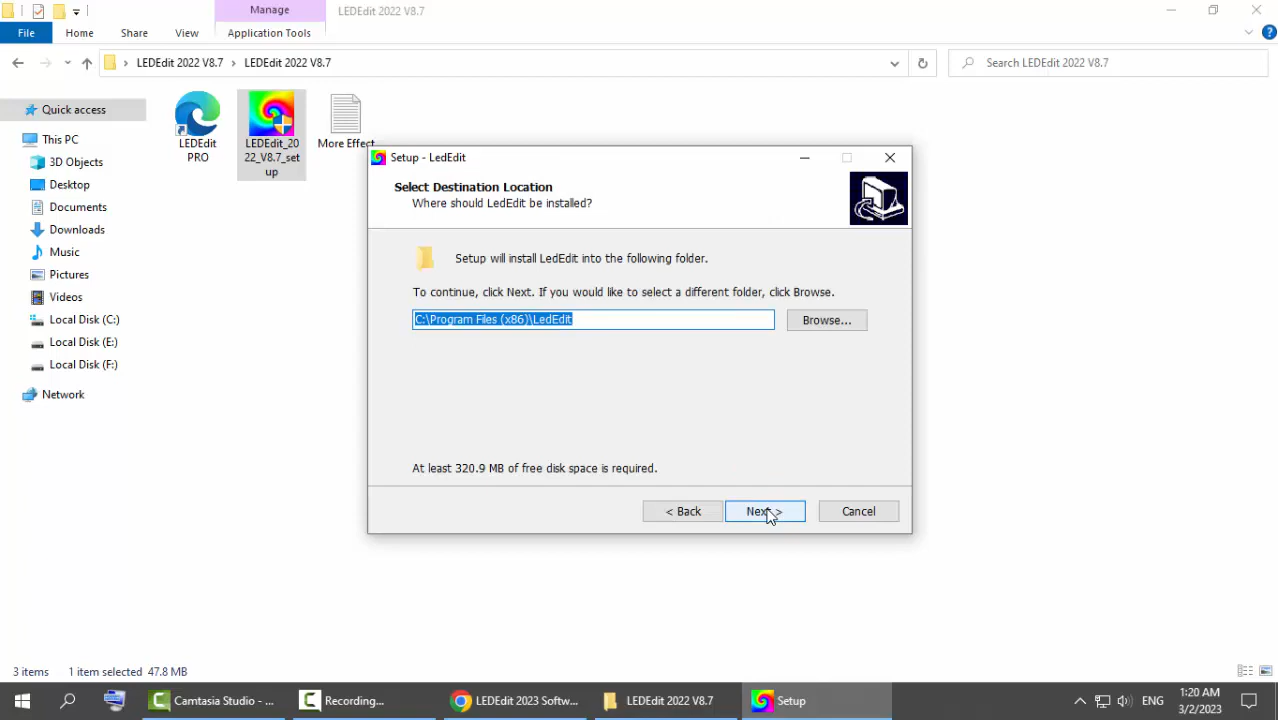 Manage
LEDEdit 2022 V8.7
File
Home
Share
View
Application Tools
LEDEdit 2022 V8.7
LEDEdit 2022 V8.7
Search LEDEdit 2022 V8.7
Quick access
This PC
3D Objects
Desktop
Documents
Downloads
Music
Pictures
Videos
Local Disk (C:)
Local Disk (E:)
Local Disk (F:)
Network
LEDEdit
PRO
LEDEdit_20
22_V8.7_set
up
More Effect
Setup - LedEdit
Select Destination Location
Where should LedEdit be installed?
Setup will install LedEdit into the following folder.
To continue, click Next. If you would like to select a different folder, click Browse.
C:\Program Files (x86)\LedEdit
Browse...
At least 320.9 MB of free disk space is required.
< Back
Next >
Cancel
3 items
1 item selected 47.8 MB
Camtasia Studio - ...
Recording...
LEDEdit 2023 Softw...
LEDEdit 2022 V8.7
Setup
ENG
1:20 AM
3/2/2023